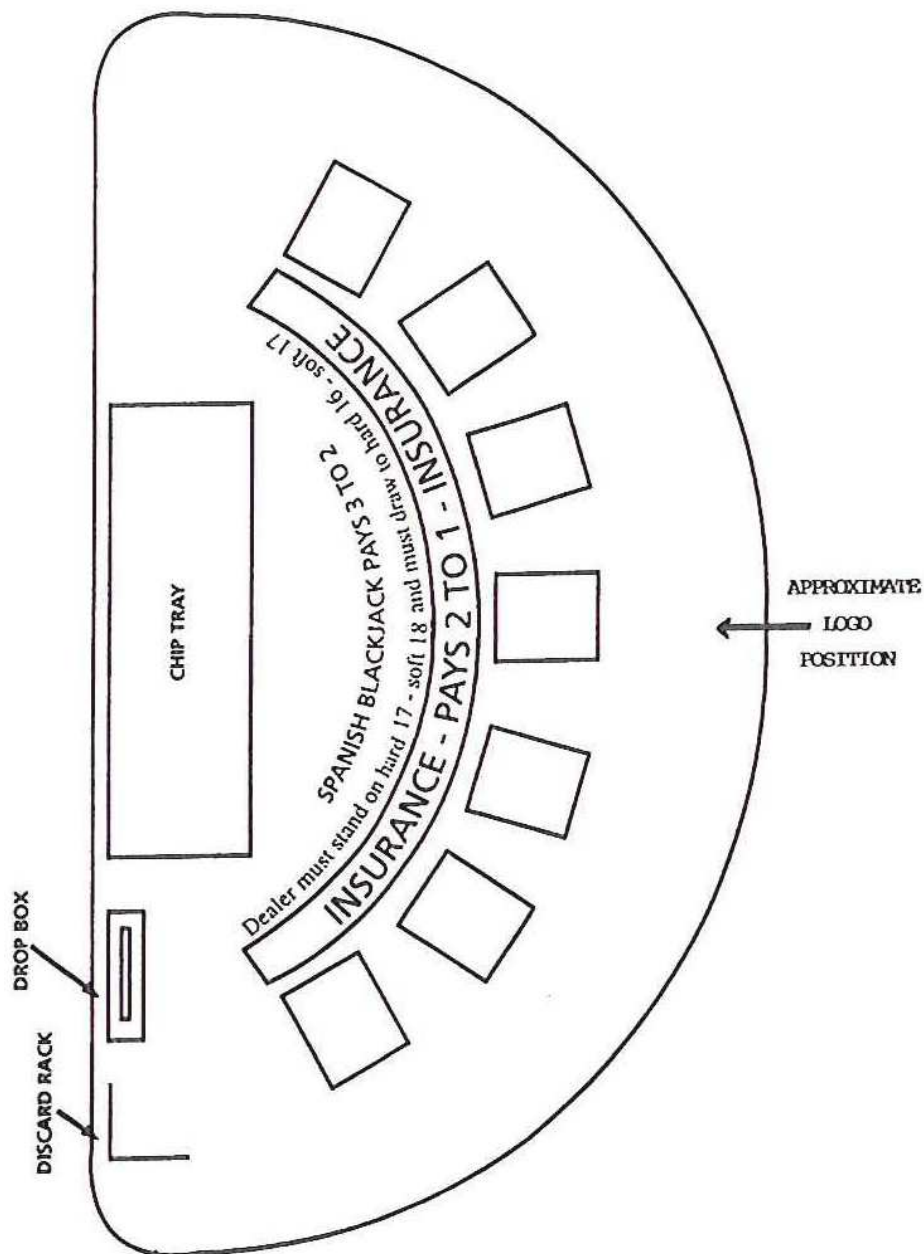 DISCARD RACK
DROP BOX
CHIP TRAY
SPANISH BLACKJACK PAYS 3 TO 2
Dealer must stand on hard 17 - soft 18 and must draw to hard 16 - soft 17
INSURANCE - PAYS 2 TO 1 - INSURANCE
APPROXIMATE
LOGO
POSITION